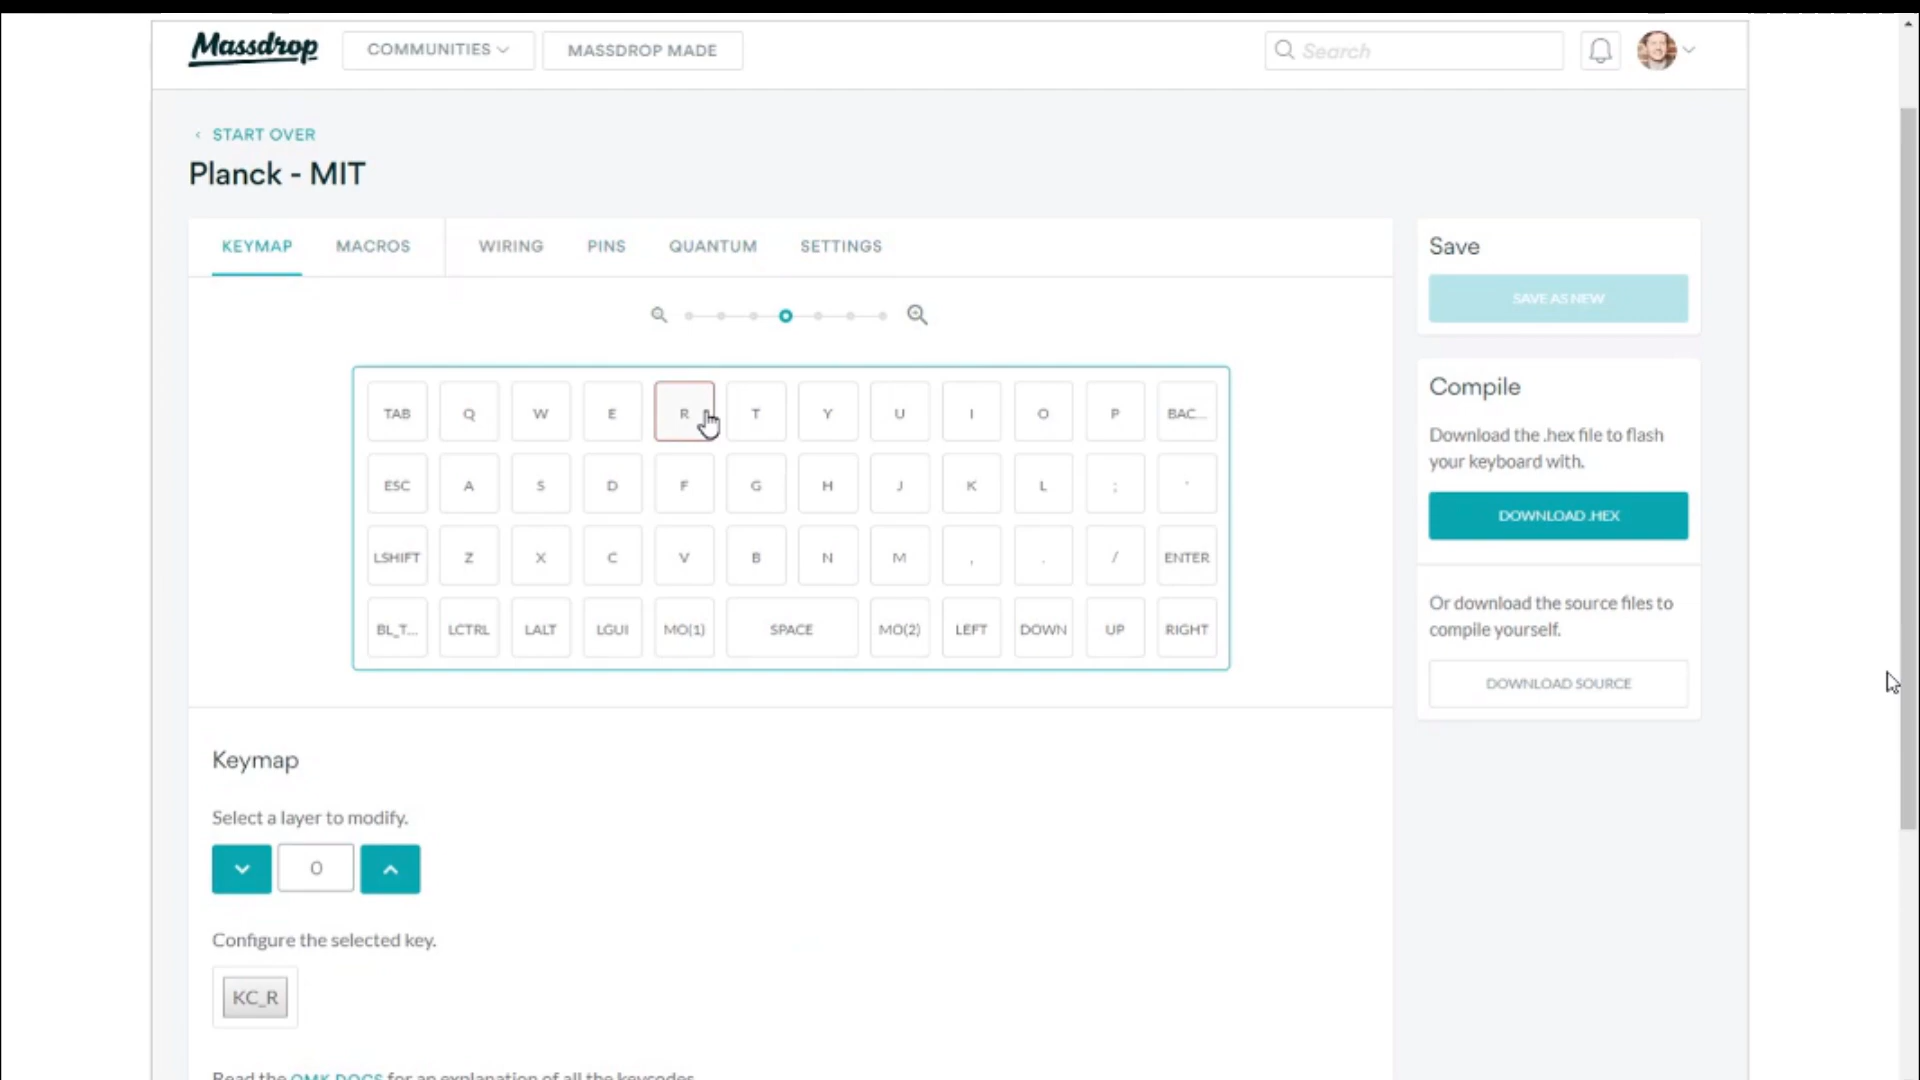 Massdrop COMMUNITIES MASSDROP MADE Search
START OVER
Planck - MIT
KEYMAP MACROS WIRING PINS QUANTUM SETTINGS
TAB Q W E R T Y U I O P BAC...
ESC A S D F G H J K L ; '
LSHIFT Z X C V B N M , . / ENTER
BL_T... LCTRL LALT LGUI MO(1) SPACE MO(2) LEFT DOWN UP RIGHT
Save
SAVE AS NEW
Compile
Download the .hex file to flash
your keyboard with.
DOWNLOAD .HEX
Or download the source files to
compile yourself.
DOWNLOAD SOURCE
Keymap
Select a layer to modify.
0
Configure the selected key.
KC_R
Read the QMK DOCS for an explanation of all the keycodes